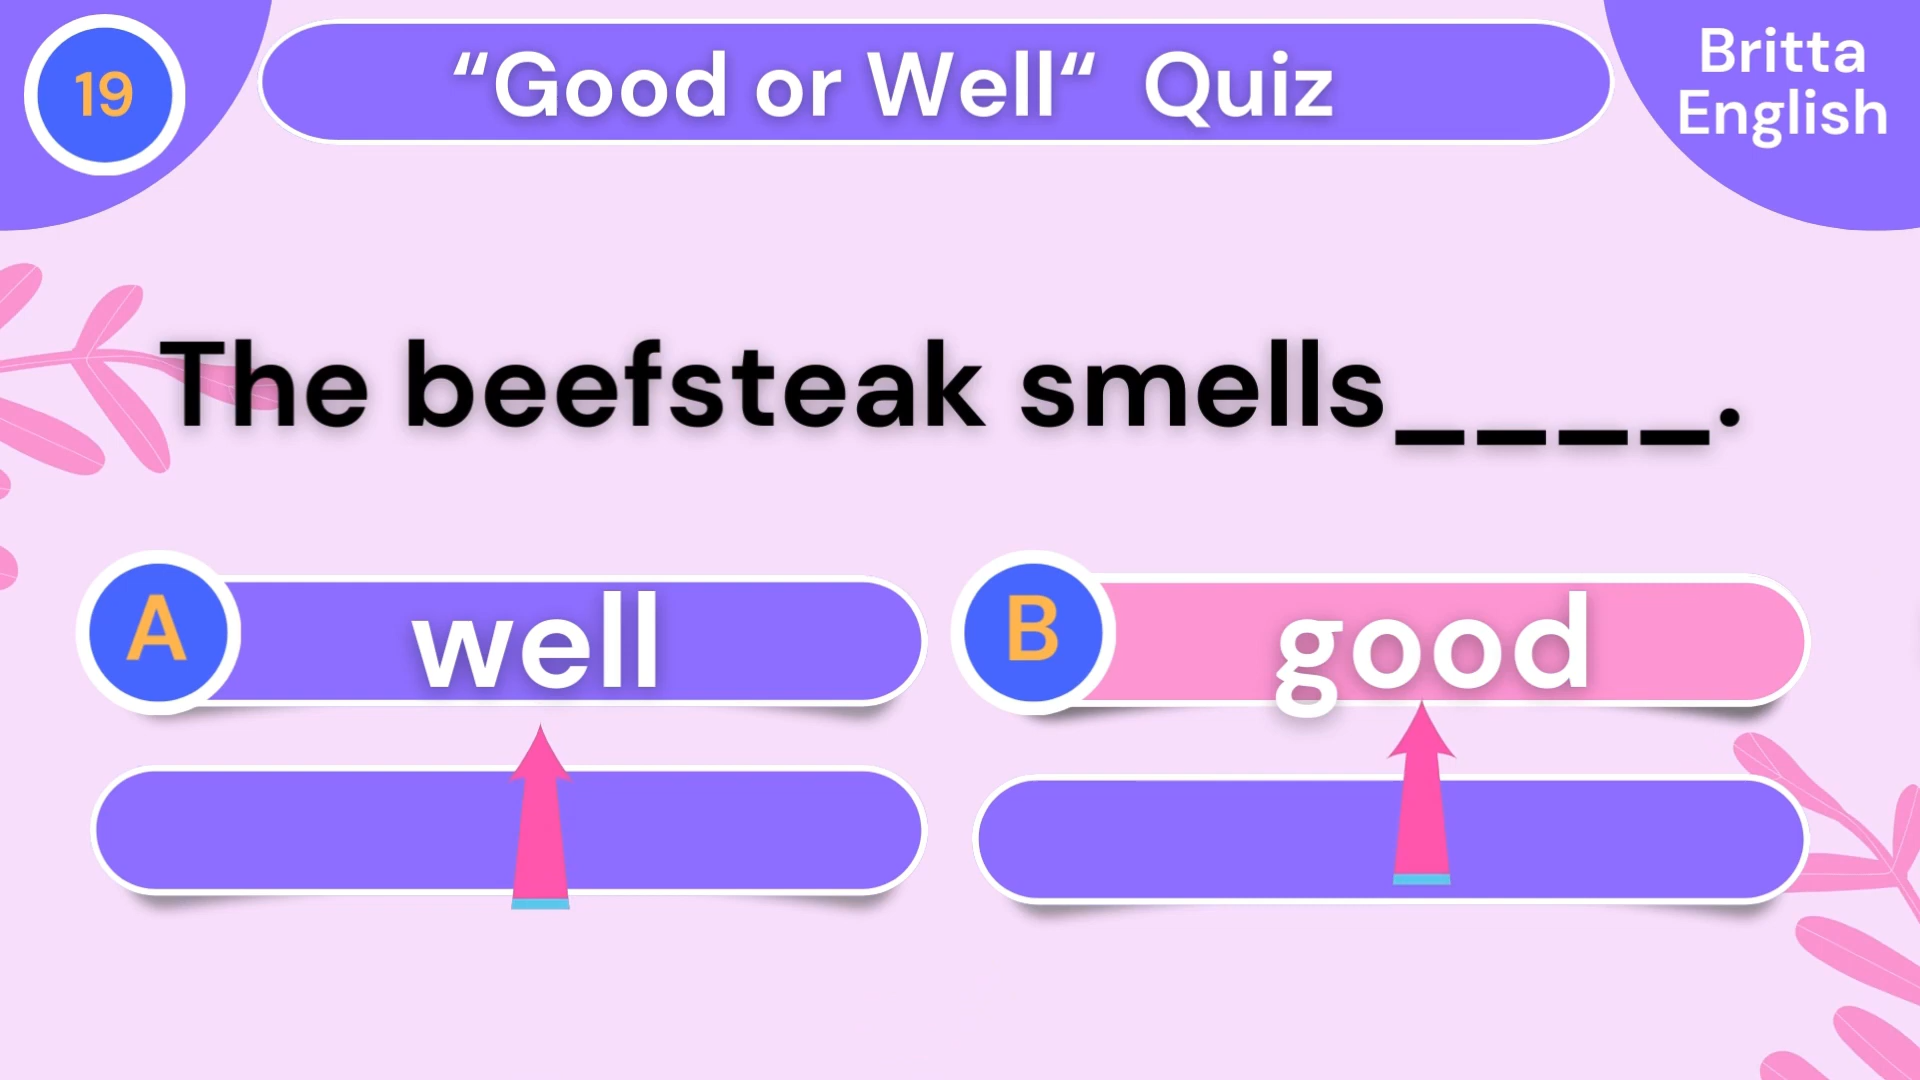 19
“Good or Well“ Quiz
Britta
English
The beefsteak smells____.
A
well
B
good